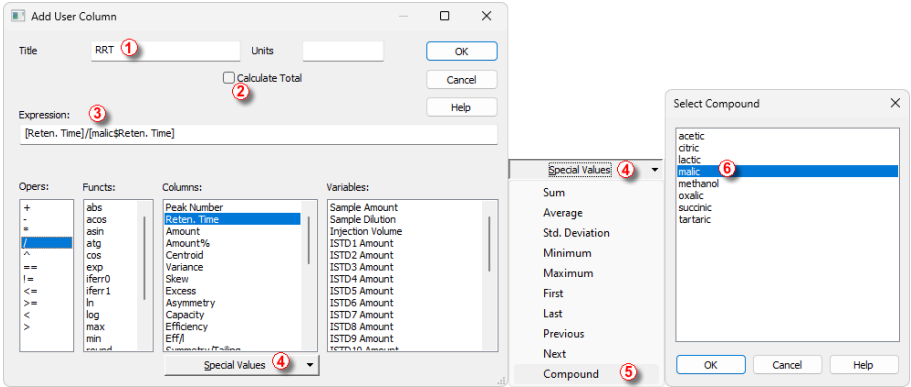 Add User Column
Title
RRT
1
Units
OK
Calculate Total
2
Cancel
Help
Expression:
3
[Reten. Time]/[malic$Reten. Time]
Opers:
+
-
*
/
^
==
!=
<=
>=
<
>
Functs:
abs
acos
asin
atg
cos
exp
iferr0
iferr1
ln
log
max
min
round
Columns:
Peak Number
Reten. Time
Amount
Amount%
Centroid
Variance
Skew
Excess
Asymmetry
Capacity
Efficiency
Eff/l
Symmetry/Tailing
Variables:
Sample Amount
Sample Dilution
Injection Volume
ISTD1 Amount
ISTD2 Amount
ISTD3 Amount
ISTD4 Amount
ISTD5 Amount
ISTD6 Amount
ISTD7 Amount
ISTD8 Amount
ISTD9 Amount
ISTD10 Amount
Special Values
4
Special Values
4
Sum
Average
Std. Deviation
Minimum
Maximum
First
Last
Previous
Next
Compound
5
Select Compound
acetic
citric
lactic
malic
6
methanol
oxalic
succinic
tartaric
OK
Cancel
Help